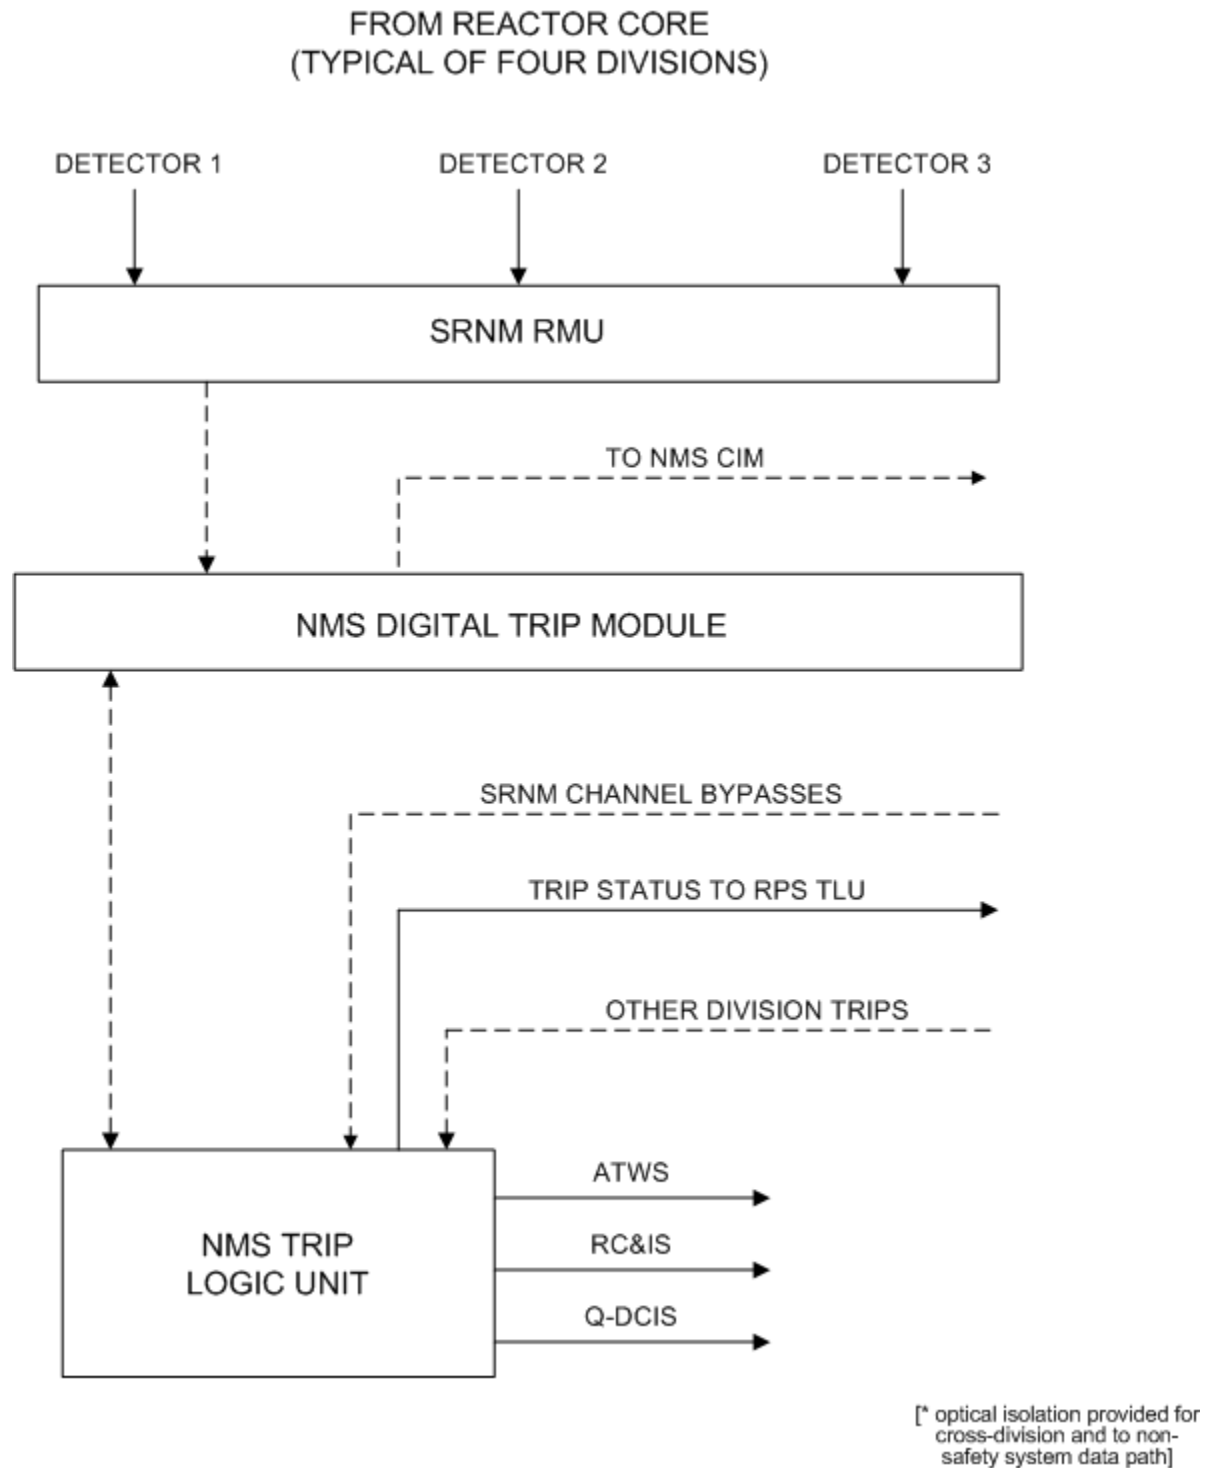 FROM REACTOR CORE
(TYPICAL OF FOUR DIVISIONS)
DETECTOR 1
DETECTOR 2
DETECTOR 3
SRNM RMU
TO NMS CIM
NMS DIGITAL TRIP MODULE
SRNM CHANNEL BYPASSES
TRIP STATUS TO RPS TLU
OTHER DIVISION TRIPS
NMS TRIP
LOGIC UNIT
ATWS
RC&IS
Q-DCIS
[* optical isolation provided for
cross-division and to non-
safety system data path]